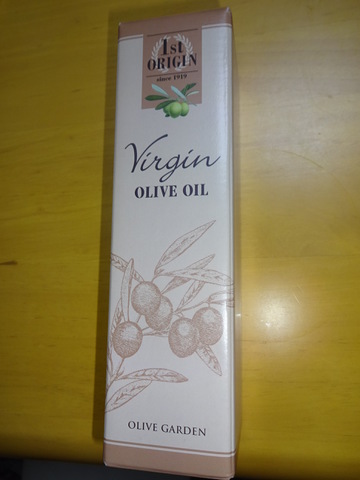 1st
ORIGIN
since 1919
Virgin
OLIVE OIL
OLIVE GARDEN